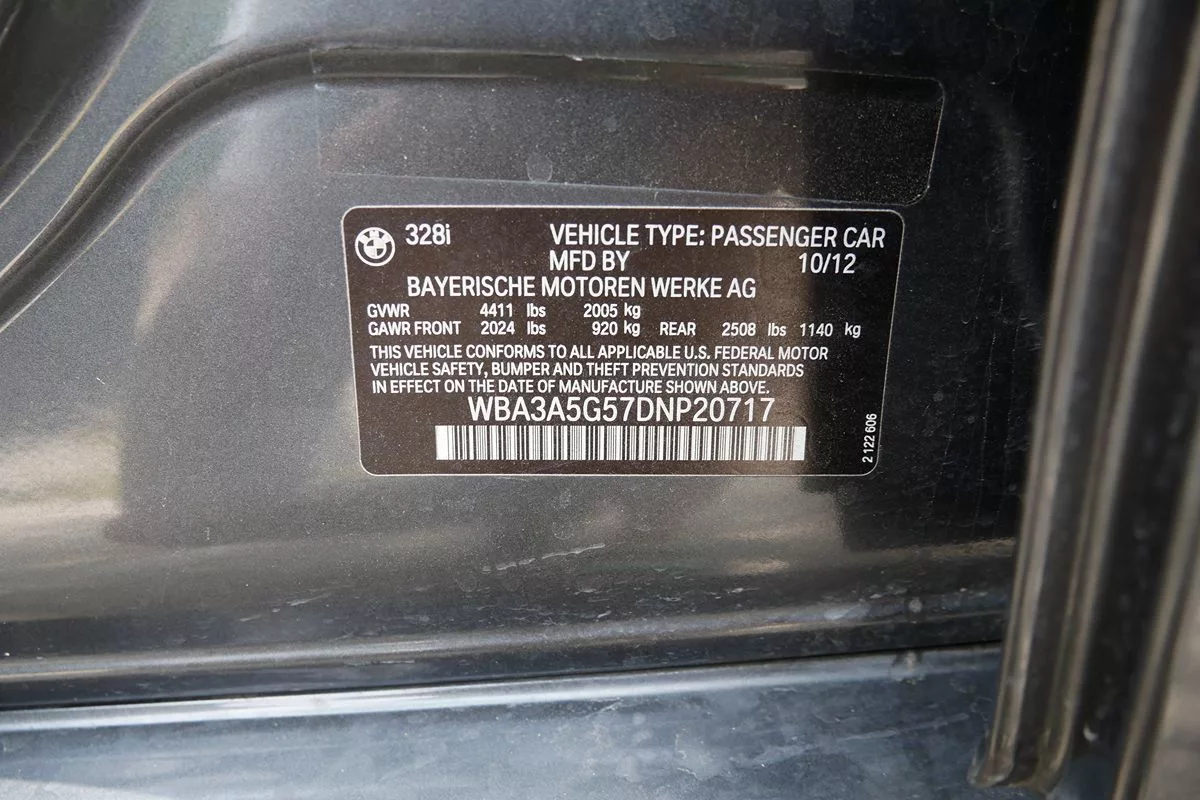 328i VEHICLE TYPE: PASSENGER CAR
MFD BY 10/12
BAYERISCHE MOTOREN WERKE AG
GVWR 4411 lbs 2005 kg
GAWR FRONT 2024 lbs 920 kg REAR 2508 lbs 1140 kg
THIS VEHICLE CONFORMS TO ALL APPLICABLE U.S. FEDERAL MOTOR
VEHICLE SAFETY, BUMPER AND THEFT PREVENTION STANDARDS
IN EFFECT ON THE DATE OF MANUFACTURE SHOWN ABOVE.
WBA3A5G57DNP20717
2 122 606